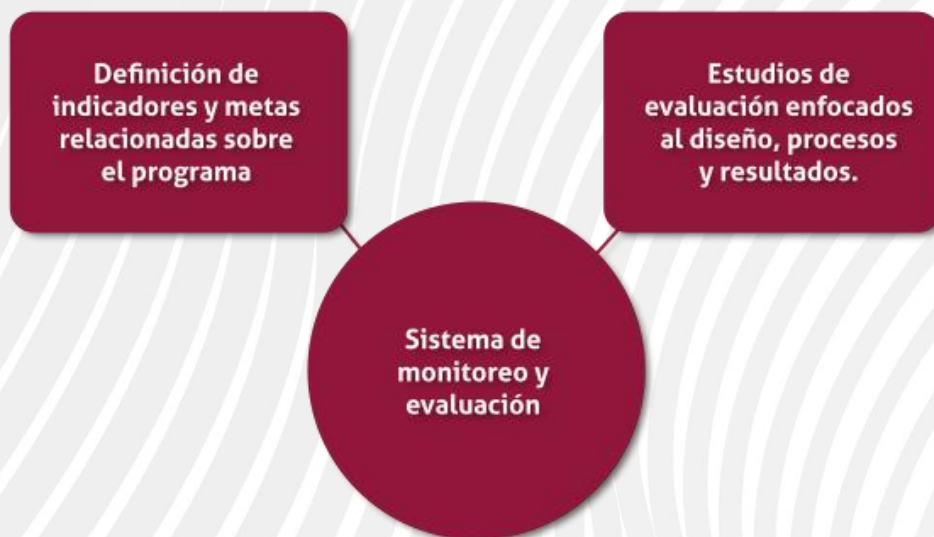 Definición de
indicadores y metas
relacionadas sobre
el programa
Estudios de
evaluación enfocados
al diseño, procesos
y resultados.
Sistema de
monitoreo y
evaluación